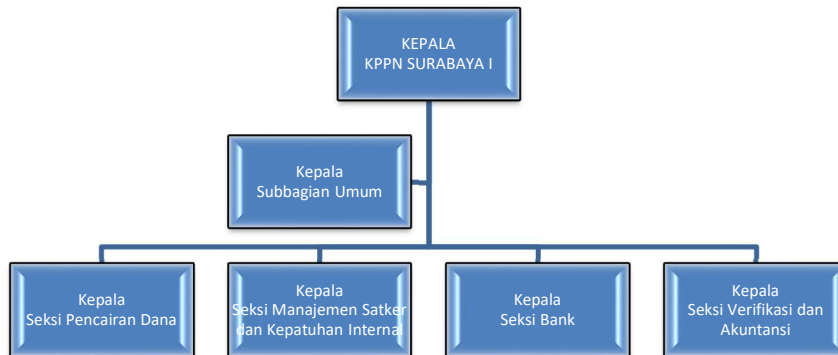 KEPALA
KPPN SURABAYA I
Kepala
Subbagian Umum
Kepala
Seksi Pencairan Dana
Kepala
Seksi Manajemen Satker
dan Kepatuhan Internal
Kepala
Seksi Bank
Kepala
Seksi Verifikasi dan
Akuntansi